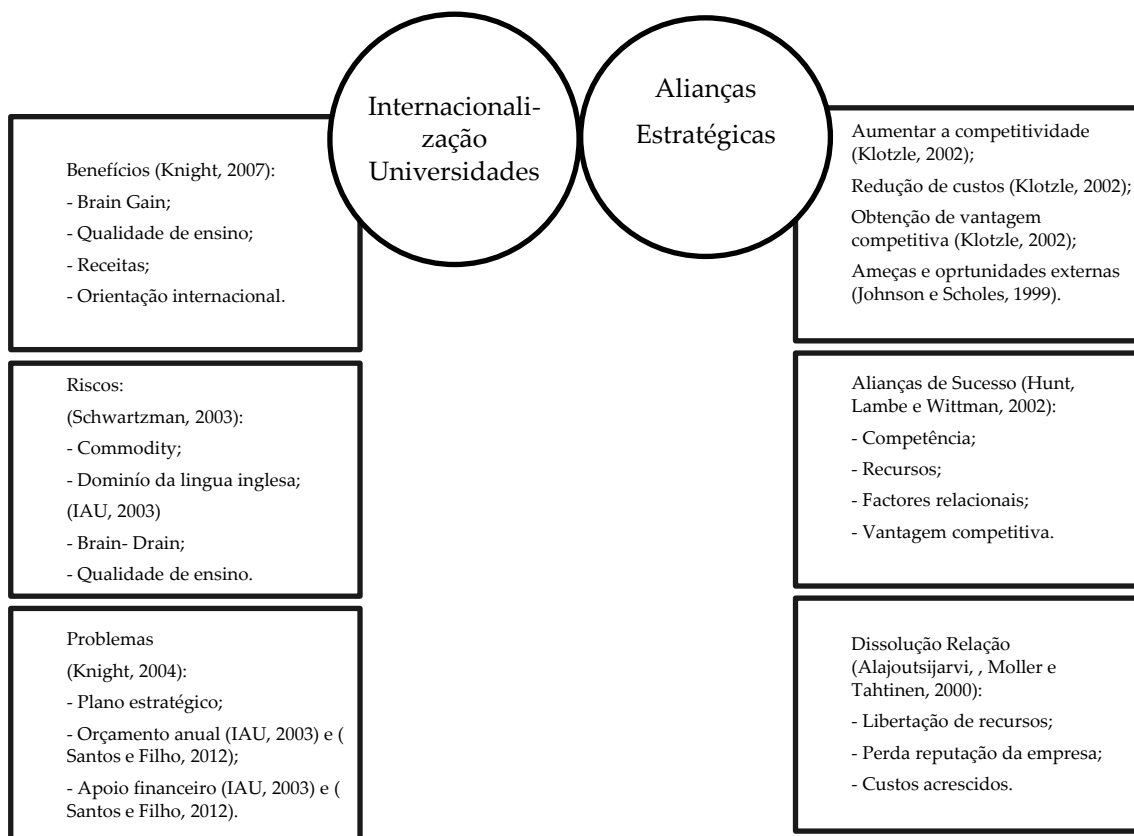 Internacionali-
zação
Universidades
Alianças
Estratégicas
Benefícios (Knight, 2007):
- Brain Gain;
- Qualidade de ensino;
- Receitas;
- Orientação internacional.
Riscos:
(Schwartzman, 2003):
- Commodity;
- Domínío da lingua inglesa;
(IAU, 2003)
- Brain- Drain;
- Qualidade de ensino.
Problemas
(Knight, 2004):
- Plano estratégico;
- Orçamento anual (IAU, 2003) e (
Santos e Filho, 2012);
- Apoio financeiro (IAU, 2003) e (
Santos e Filho, 2012).
Aumentar a competitividade
(Klotzle, 2002);
Redução de custos (Klotzle, 2002);
Obtenção de vantagem
competitiva (Klotzle, 2002);
Ameças e oprtunidades externas
(Johnson e Scholes, 1999).
Alianças de Sucesso (Hunt,
Lambe e Wittman, 2002):
- Competência;
- Recursos;
- Factores relacionais;
- Vantagem competitiva.
Dissolução Relação
(Alajoutsijarvi, , Moller e
Tahtinen, 2000):
- Libertação de recursos;
- Perda reputação da empresa;
- Custos acrescidos.